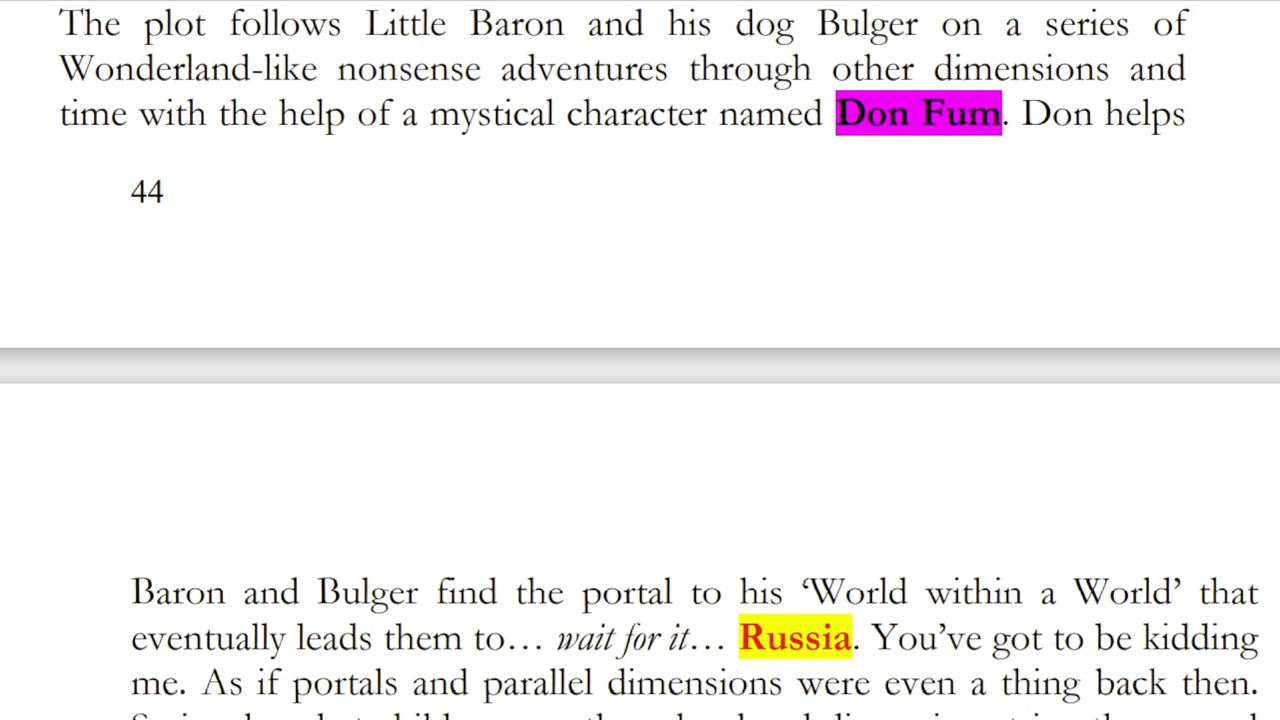 The plot follows Little Baron and his dog Bulger on a series of
Wonderland-like nonsense adventures through other dimensions and
time with the help of a mystical character named Don Fum. Don helps
44
Baron and Bulger find the portal to his ‘World within a World’ that
eventually leads them to… wait for it… Russia. You’ve got to be kidding
me. As if portals and parallel dimensions were even a thing back then.